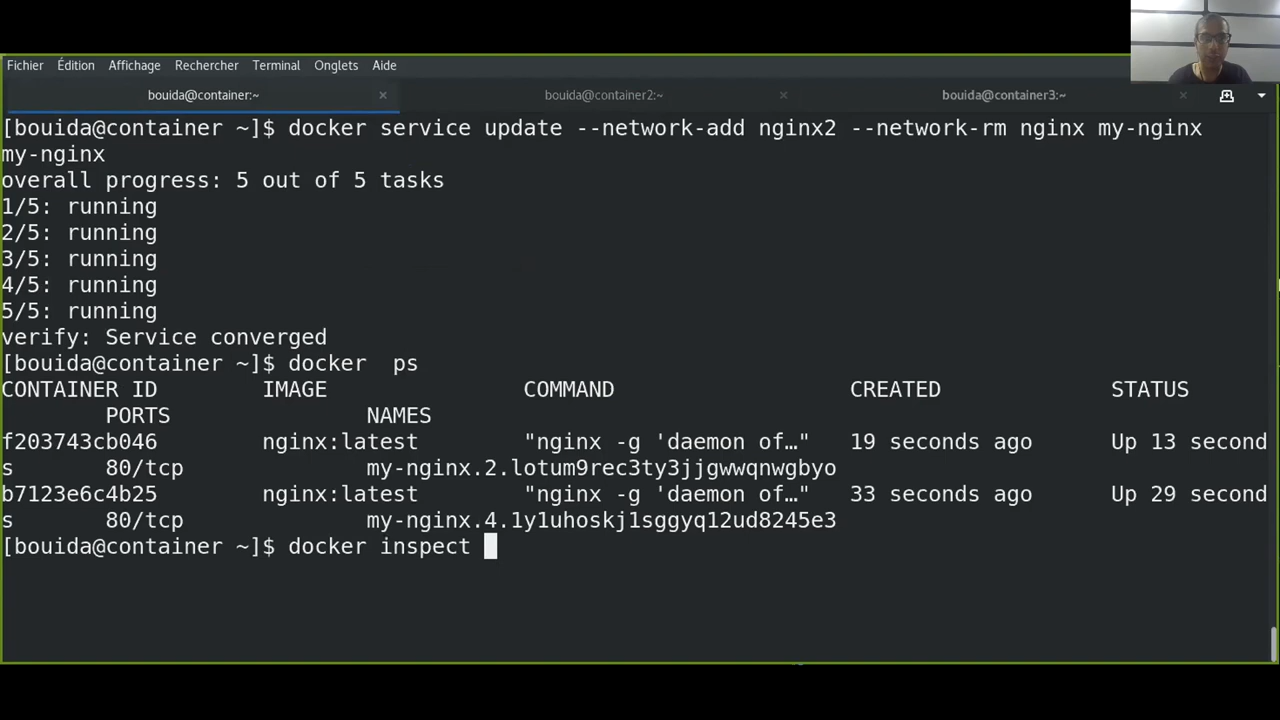 Fichier Édition Affichage Rechercher Terminal Onglets Aide
bouida@container:~ × bouida@container2:~ × bouida@container3:~ ×
[bouida@container ~]$ docker service update --network-add nginx2 --network-rm nginx my-nginx
my-nginx
overall progress: 5 out of 5 tasks
1/5: running
2/5: running
3/5: running
4/5: running
5/5: running
verify: Service converged
[bouida@container ~]$ docker  ps
CONTAINER ID        IMAGE               COMMAND                  CREATED             STATUS
        PORTS               NAMES
f203743cb046        nginx:latest        "nginx -g 'daemon of…"   19 seconds ago      Up 13 second
s       80/tcp              my-nginx.2.lotum9rec3ty3jjgwwqnwgbyo
b7123e6c4b25        nginx:latest        "nginx -g 'daemon of…"   33 seconds ago      Up 29 second
s       80/tcp              my-nginx.4.1y1uhoskj1sggyq12ud8245e3
[bouida@container ~]$ docker inspect